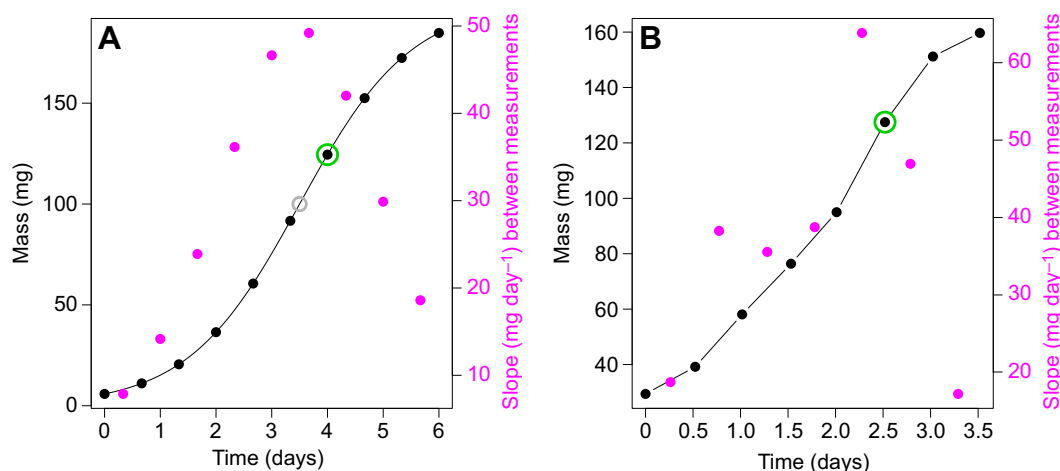 A
Mass (mg)
150
100
50
0
0 1 2 3 4 5 6
Time (days)
50
40
30
20
10
Slope (mg day⁻¹) between measurements
B
Mass (mg)
160
140
120
100
80
60
40
0 0.5 1.0 1.5 2.0 2.5 3.0 3.5
Time (days)
60
50
40
30
20
Slope (mg day⁻¹) between measurements